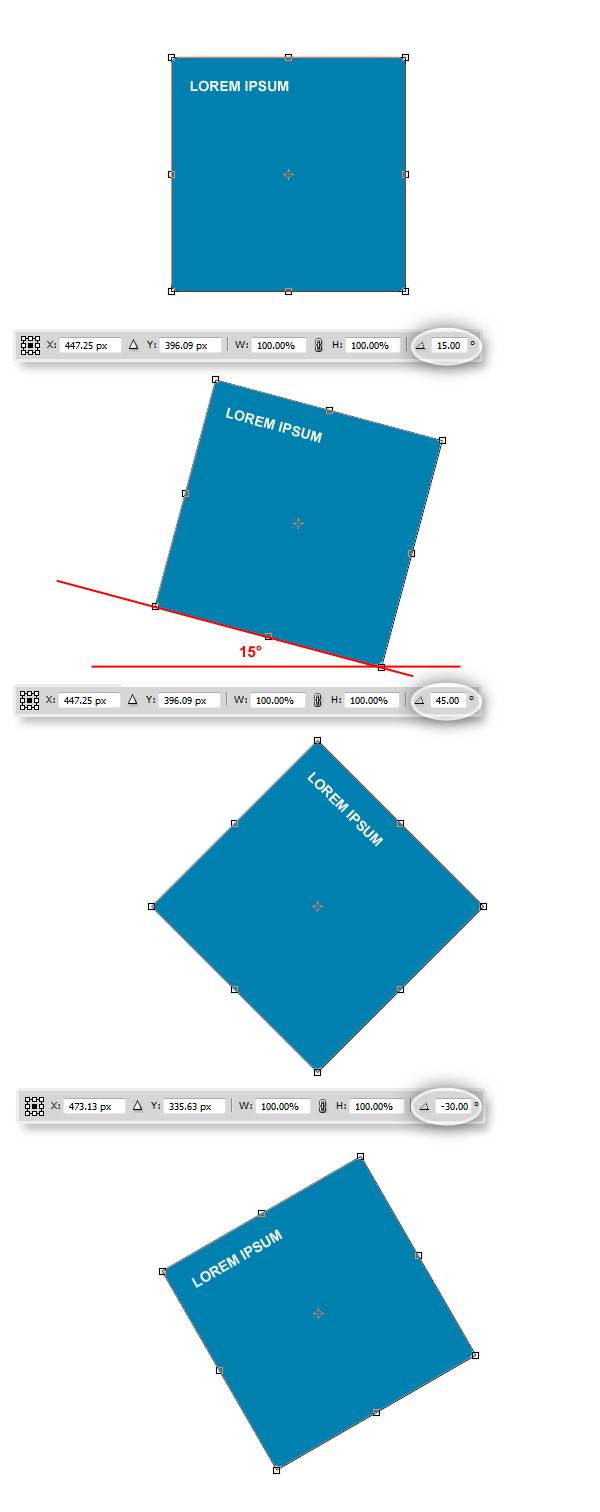 LOREM IPSUM
X: 447.25 px Y: 396.09 px W: 100.00% H: 100.00% 15.00 °
LOREM IPSUM
15°
X: 447.25 px Y: 396.09 px W: 100.00% H: 100.00% 45.00 °
LOREM IPSUM
X: 473.13 px Y: 335.63 px W: 100.00% H: 100.00% -30.00 °
LOREM IPSUM